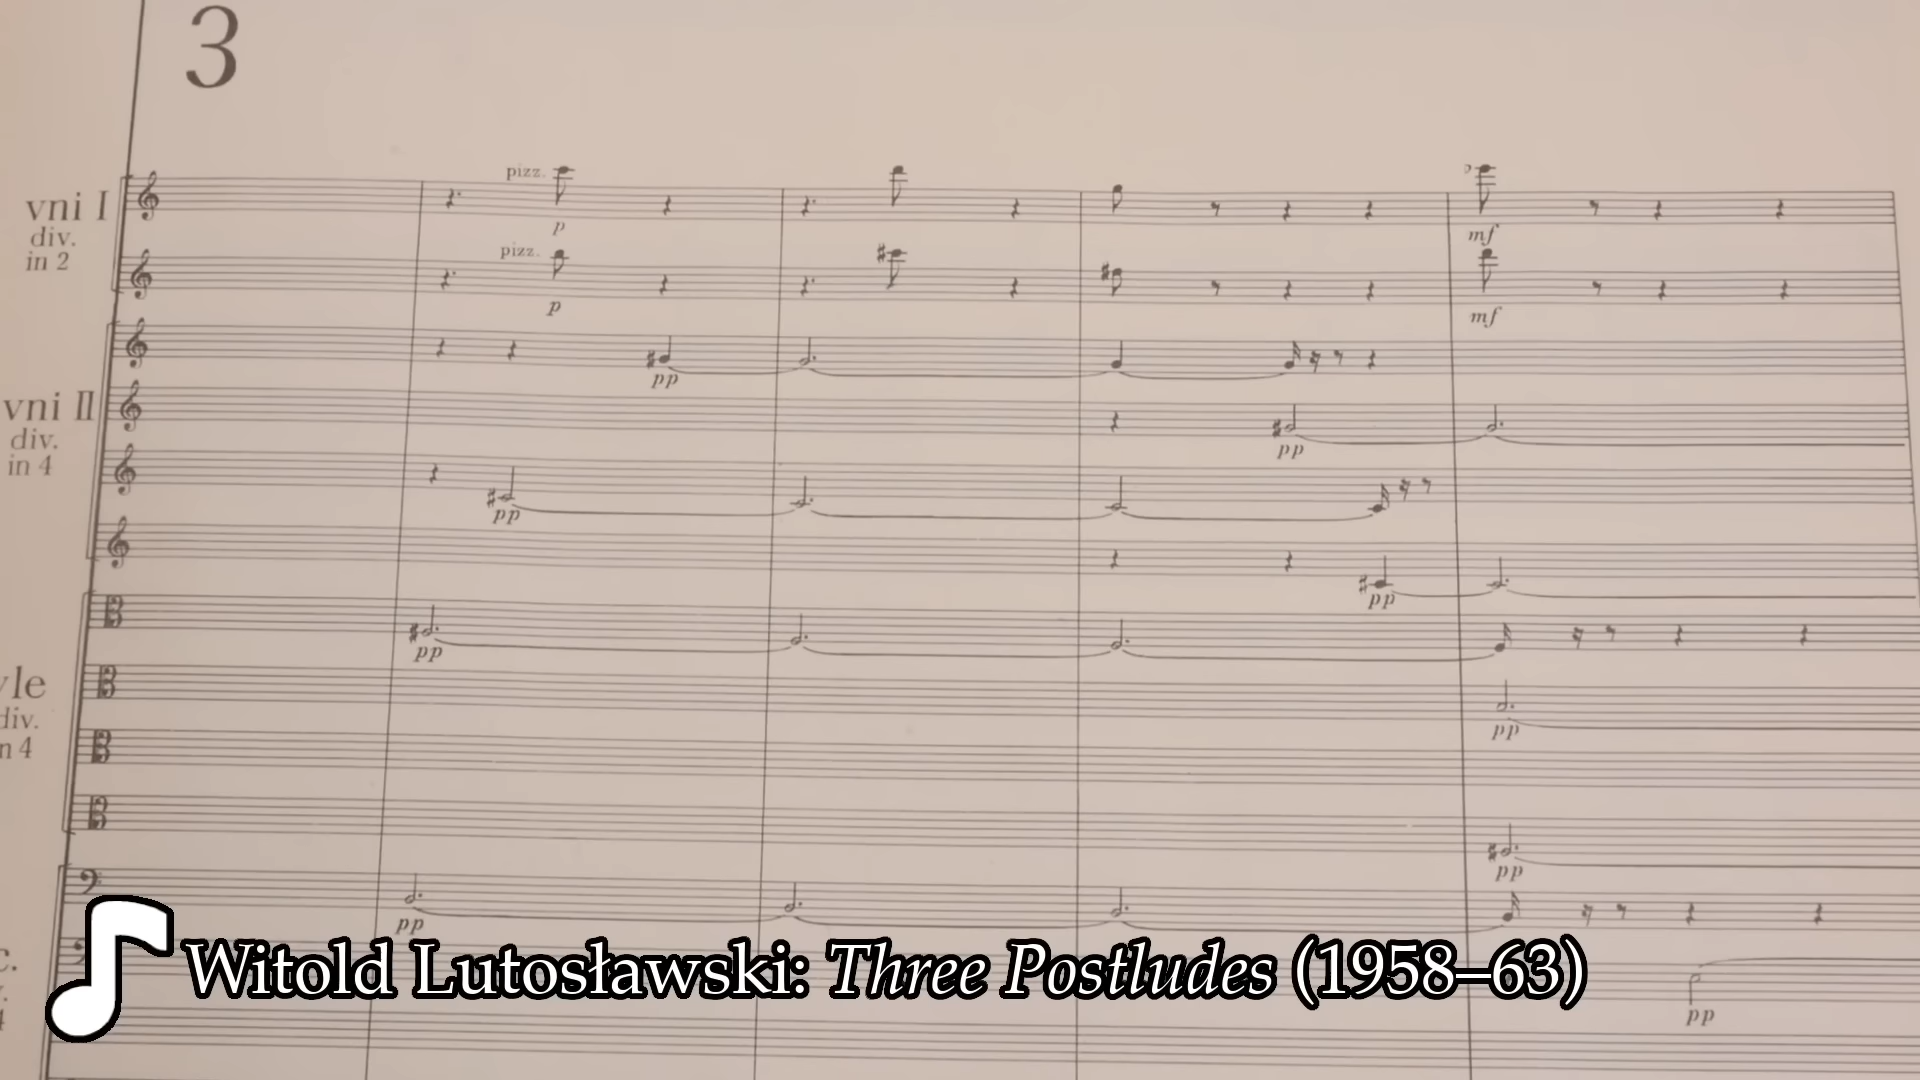 3
pizz.
vni I
div.
in 2
p
mf
pizz.
p
mf
pp
vni II
div.
in 4
pp
pp
pp
pp
vle
div.
in 4
pp
pp
pp
Witold Lutosławski: Three Postludes (1958–63)
pp